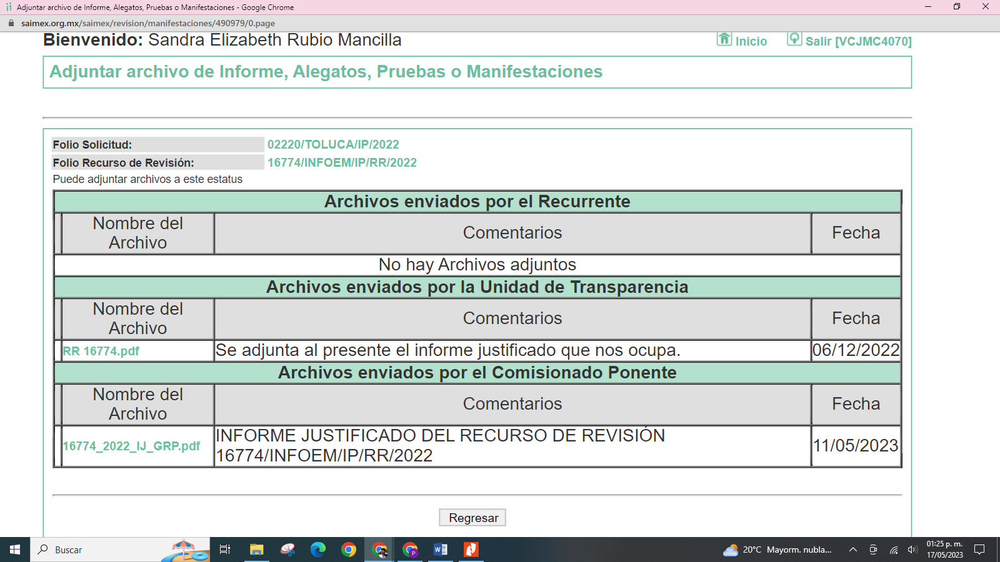 Adjuntar archivo de Informe, Alegatos, Pruebas o Manifestaciones - Google Chrome
saimex.org.mx/saimex/revision/manifestaciones/490979/0.page
Bienvenido: Sandra Elizabeth Rubio Mancilla
Inicio Salir [VCJMC4070]
Adjuntar archivo de Informe, Alegatos, Pruebas o Manifestaciones
Folio Solicitud: 02220/TOLUCA/IP/2022
Folio Recurso de Revisión: 16774/INFOEM/IP/RR/2022
Puede adjuntar archivos a este estatus
Archivos enviados por el Recurrente
Nombre del
Archivo
Comentarios
Fecha
No hay Archivos adjuntos
Archivos enviados por la Unidad de Transparencia
Nombre del
Archivo
Comentarios
Fecha
RR 16774.pdf
Se adjunta al presente el informe justificado que nos ocupa.
06/12/2022
Archivos enviados por el Comisionado Ponente
Nombre del
Archivo
Comentarios
Fecha
16774_2022_IJ_GRP.pdf
INFORME JUSTIFICADO DEL RECURSO DE REVISIÓN
16774/INFOEM/IP/RR/2022
11/05/2023
Regresar
Buscar
P
W
20°C Mayorm. nubla...
01:25 p. m.
17/05/2023